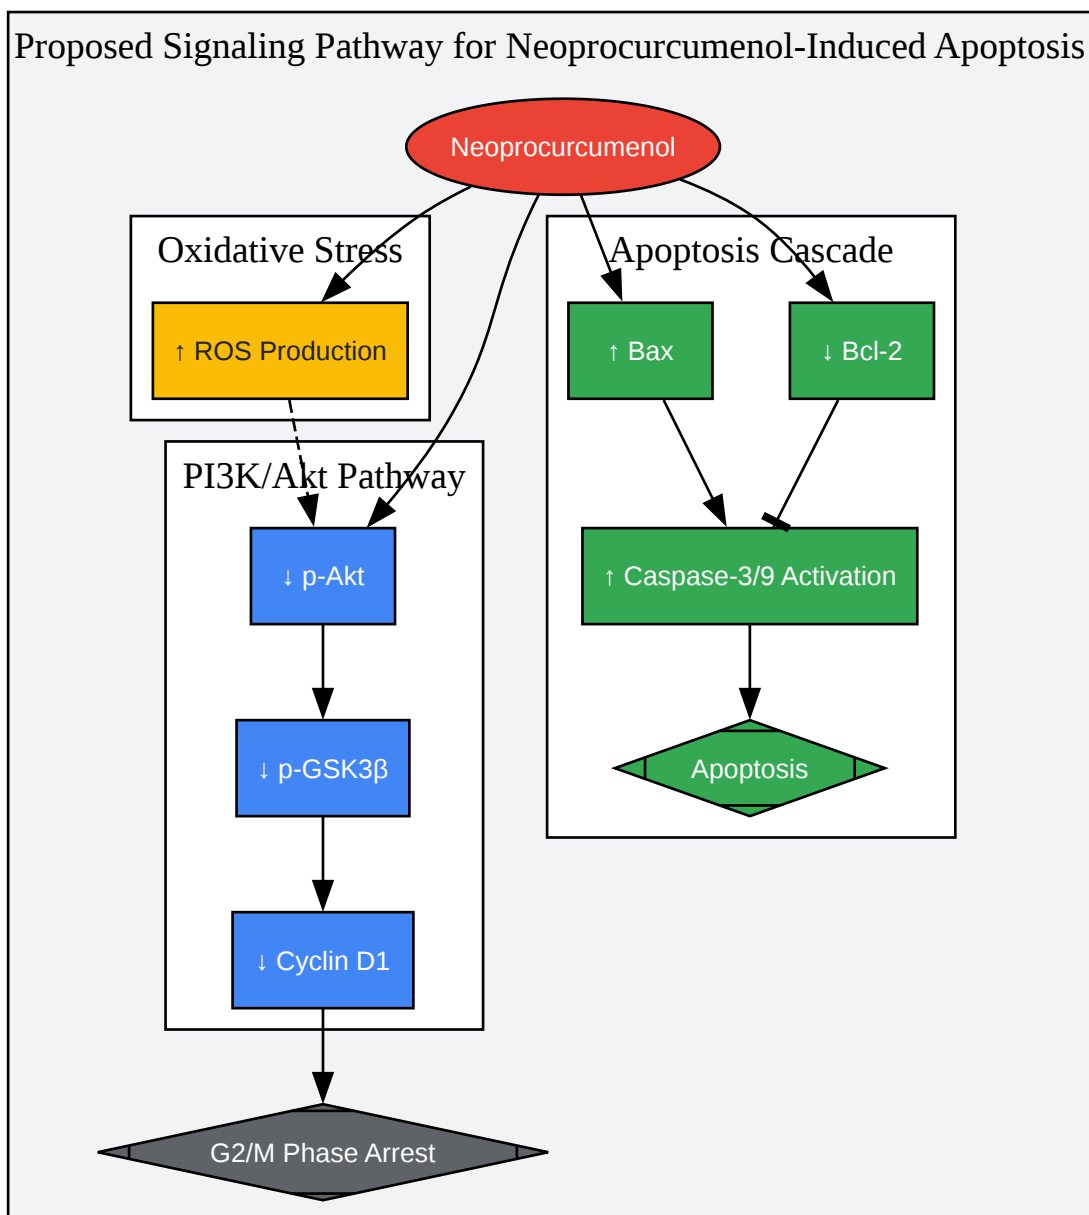 Proposed Signaling Pathway for Neoprocurcumenol-Induced Apoptosis
Neoprocurcumenol
Oxidative Stress
↑ ROS Production
PI3K/Akt Pathway
↓ p-Akt
↓ p-GSK3β
↓ Cyclin D1
G2/M Phase Arrest
Apoptosis Cascade
↑ Bax
↓ Bcl-2
↑ Caspase-3/9 Activation
Apoptosis